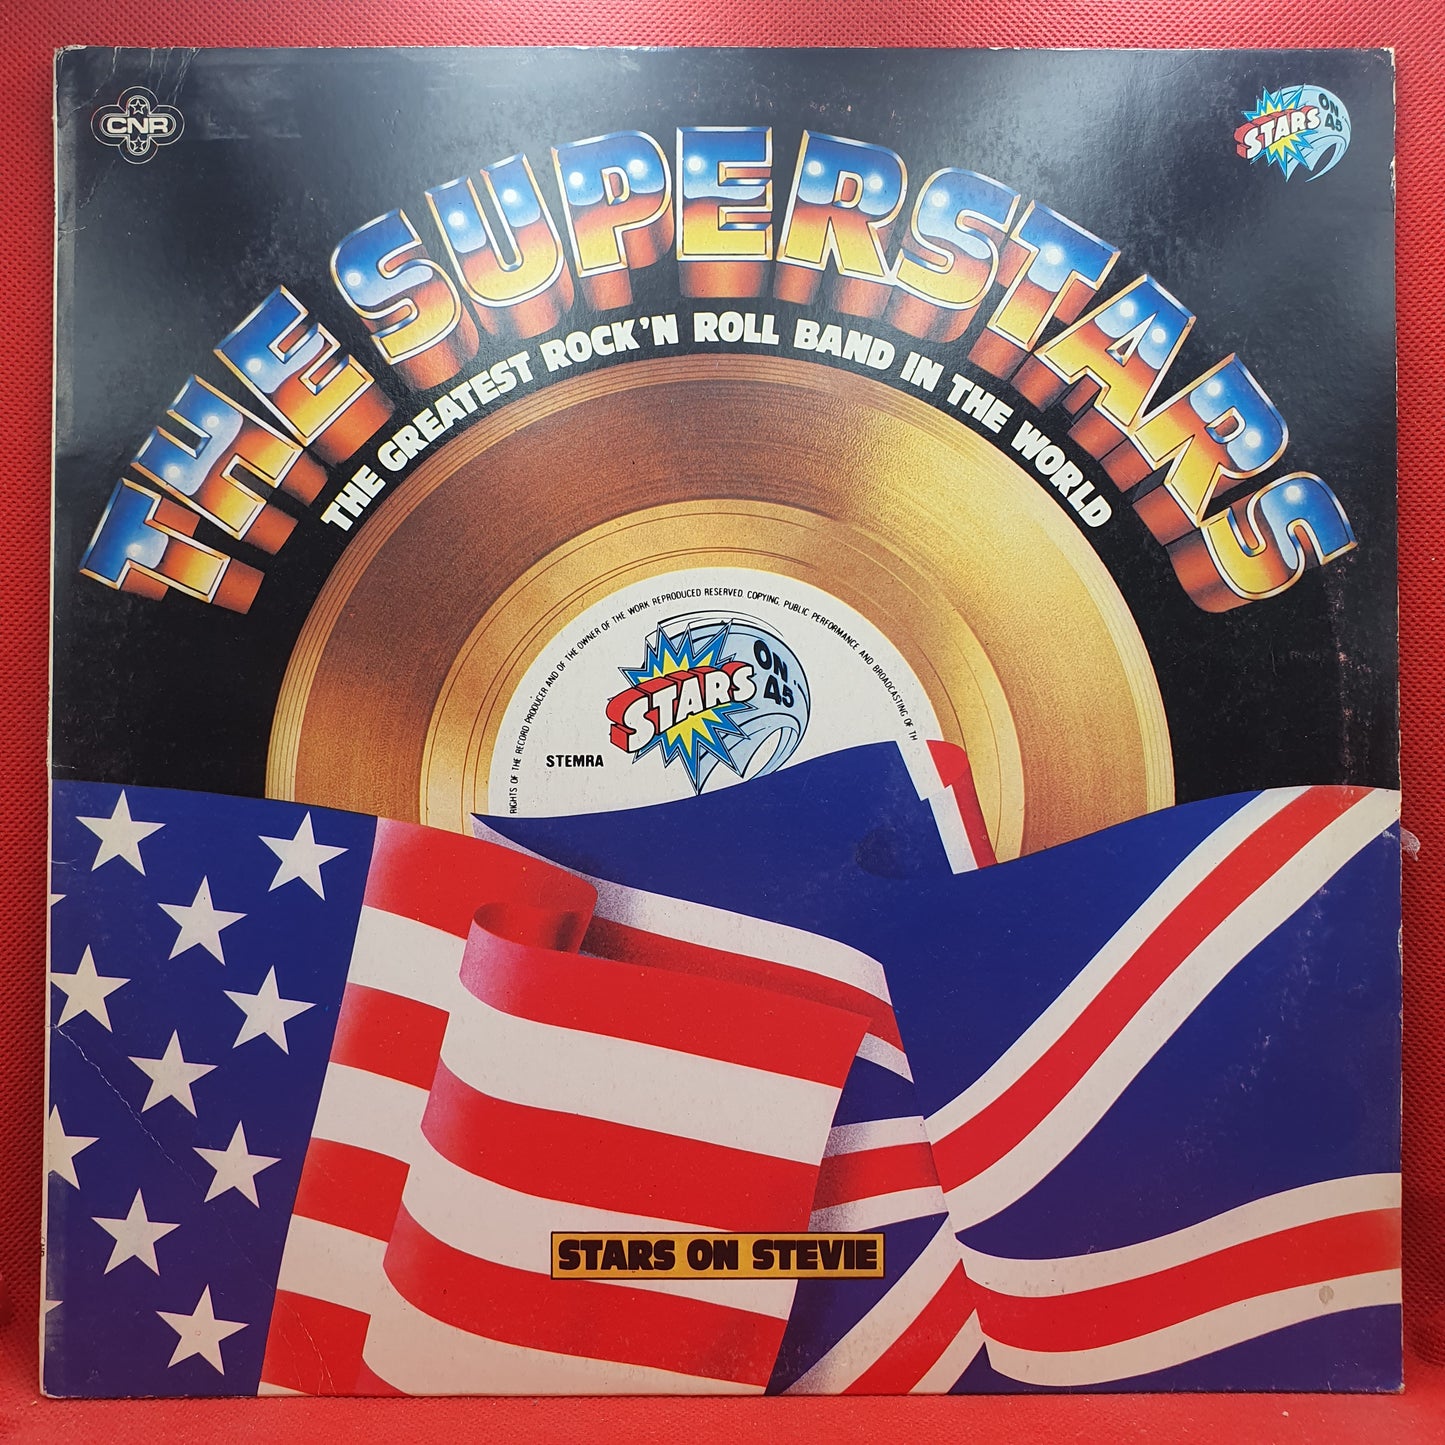 CNR
STARS ON 45
THE SUPERSTARS
THE GREATEST ROCK'N ROLL BAND IN THE WORLD
RIGHTS OF THE RECORD PRODUCER AND OF THE OWNER OF THE WORK REPRODUCED RESERVED. COPYING, PUBLIC PERFORMANCE AND BROADCASTING OF TH
STARS ON 45
STEMRA
STARS ON STEVIE